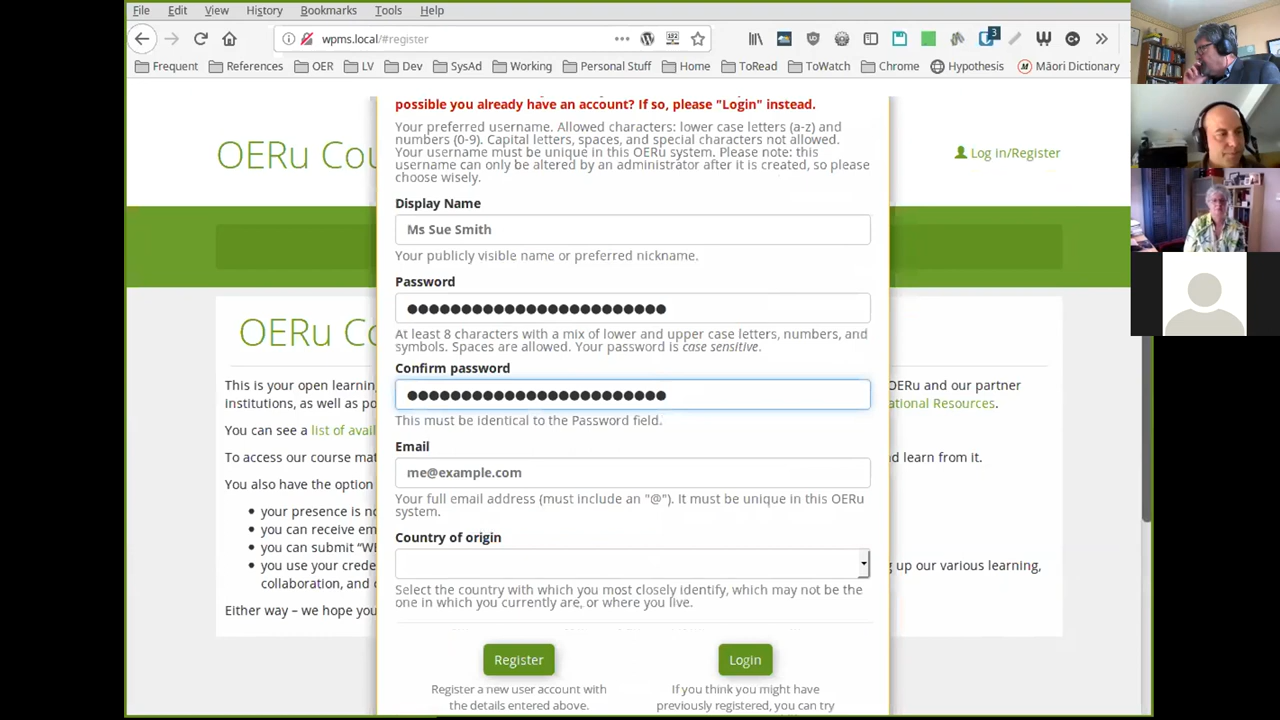 File Edit View History Bookmarks Tools Help
wpms.local/#register
3
Frequent References OER LV Dev SysAd Working Personal Stuff Home ToRead ToWatch Chrome Hypothesis Māori Dictionary
possible you already have an account? If so, please "Login" instead.
Your preferred username. Allowed characters: lower case letters (a-z) and
numbers (0-9). Capital letters, spaces, and special characters not allowed.
Your username must be unique in this OERu system. Please note: this
username can only be altered by an administrator after it is created, so please
choose wisely.
OERu Cou
Log in/Register
Display Name
Ms Sue Smith
Your publicly visible name or preferred nickname.
Password
At least 8 characters with a mix of lower and upper case letters, numbers, and
symbols. Spaces are allowed. Your password is case sensitive.
Confirm password
This must be identical to the Password field.
Email
me@example.com
Your full email address (must include an "@"). It must be unique in this OERu
system.
Country of origin
Select the country with which you most closely identify, which may not be the
one in which you currently are, or where you live.
Register
Login
Register a new user account with
the details entered above.
If you think you might have
previously registered, you can try
OERu Co
This is your open learnin
OERu and our partner
institutions, as well as po
ational Resources.
You can see a list of avail
To access our course mat
nd learn from it.
You also have the option
your presence is no
you can receive em
you can submit “WE
you use your crede
g up our various learning,
collaboration, and c
Either way – we hope you